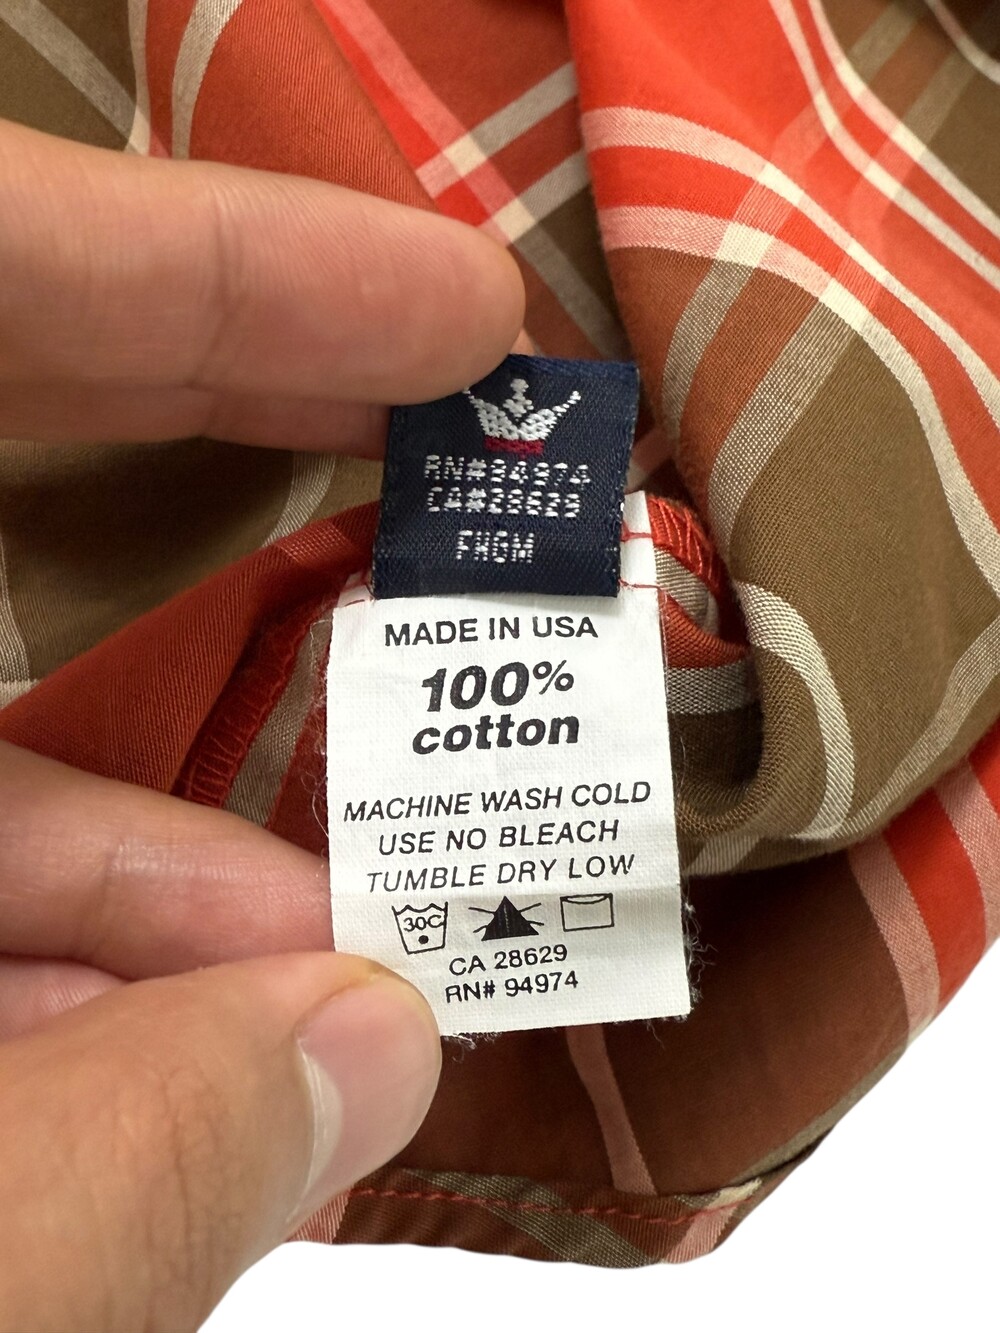 RN#94974
CA#28629
FHGM
MADE IN USA
100%
cotton
MACHINE WASH COLD
USE NO BLEACH
TUMBLE DRY LOW
30C
CA 28629
RN# 94974